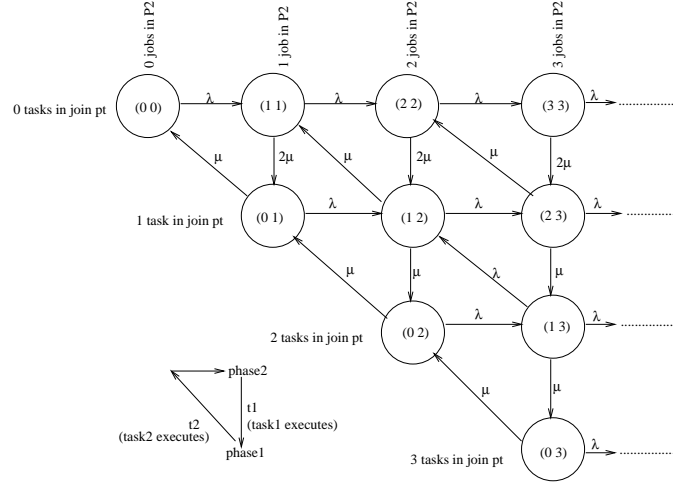 0 jobs in P2
1 job in P2
2 jobs in P2
3 jobs in P2
0 tasks in join pt
(0 0)
λ
(1 1)
λ
(2 2)
λ
(3 3)
λ
μ
2μ
μ
2μ
μ
2μ
1 task in join pt
(0 1)
λ
(1 2)
λ
(2 3)
λ
μ
μ
λ
μ
2 tasks in join pt
(0 2)
λ
(1 3)
λ
μ
μ
phase2
t1
(task1 executes)
t2
(task2 executes)
phase1
3 tasks in join pt
(0 3)
λ